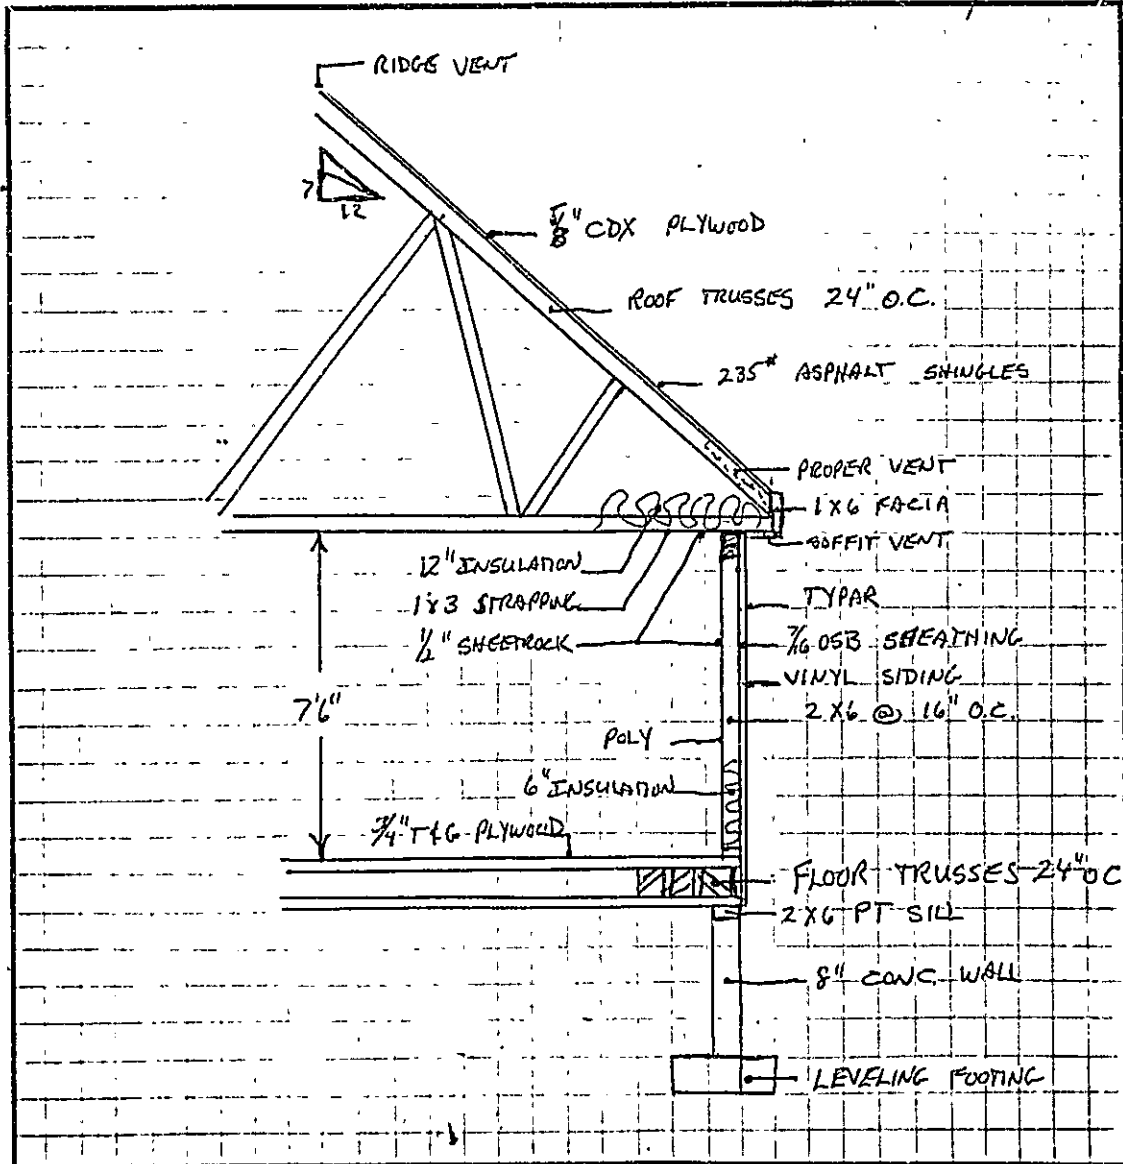 RIDGE VENT
7
12
5/8" CDX PLYWOOD
ROOF TRUSSES 24" O.C.
235# ASPHALT SHINGLES
PROPER VENT
1X6 FACIA
SOFFIT VENT
12" INSULATION
1X3 STRAPPING
1/2" SHEETROCK
TYPAR
7/16 OSB SHEATHING
VINYL SIDING
2X6 @ 16" O.C.
7'6"
POLY
6" INSULATION
3/4" T&G PLYWOOD
FLOOR TRUSSES 24" OC
2X6 PT SILL
8" CONC. WALL
LEVELING FOOTING